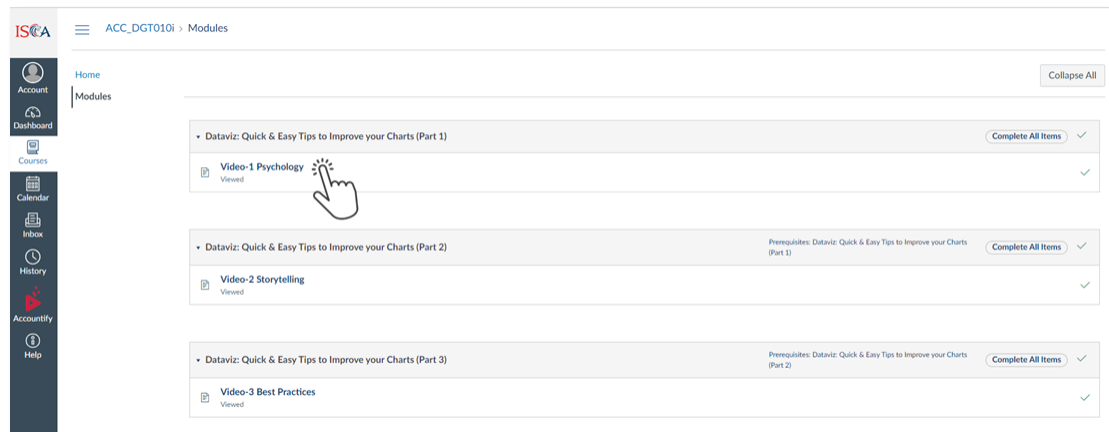 ISCA
ACC_DGT010i > Modules
Account
Dashboard
Courses
Calendar
Inbox
History
Accountify
Help
Home
Modules
Collapse All
Dataviz: Quick & Easy Tips to Improve your Charts (Part 1)
Complete All Items
Video-1 Psychology
Viewed
Dataviz: Quick & Easy Tips to Improve your Charts (Part 2)
Prerequisites: Dataviz: Quick & Easy Tips to Improve your Charts
(Part 1)
Complete All Items
Video-2 Storytelling
Viewed
Dataviz: Quick & Easy Tips to Improve your Charts (Part 3)
Prerequisites: Dataviz: Quick & Easy Tips to Improve your Charts
(Part 2)
Complete All Items
Video-3 Best Practices
Viewed